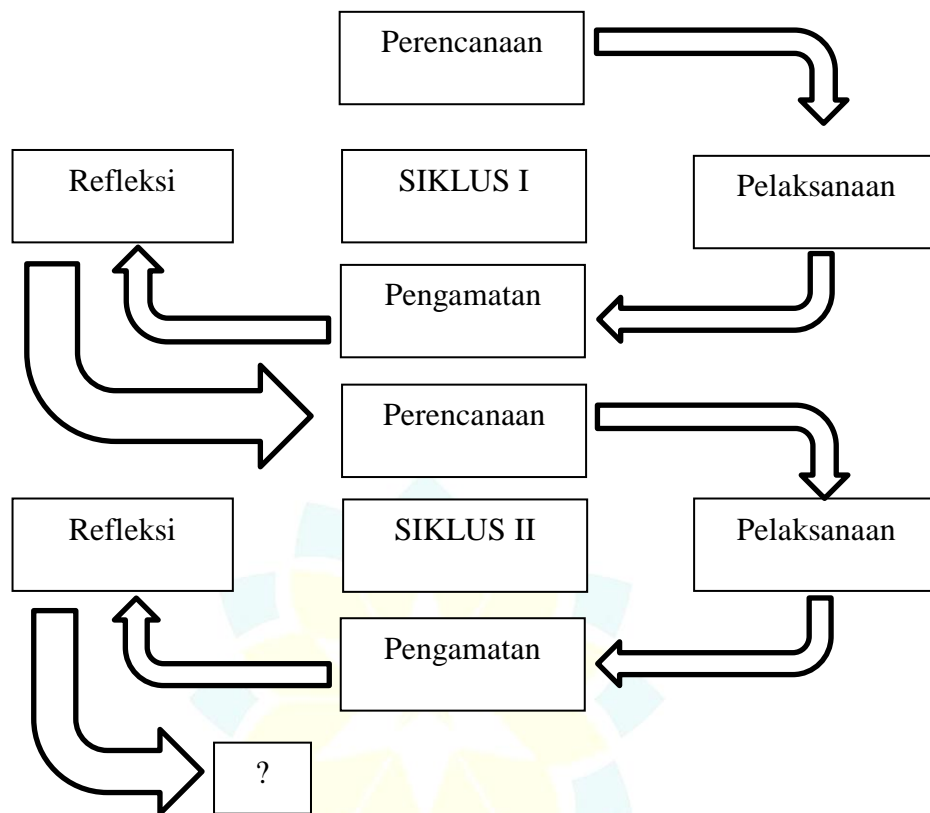 Perencanaan
Refleksi
SIKLUS I
Pelaksanaan
Pengamatan
Perencanaan
Refleksi
SIKLUS II
Pelaksanaan
Pengamatan
?